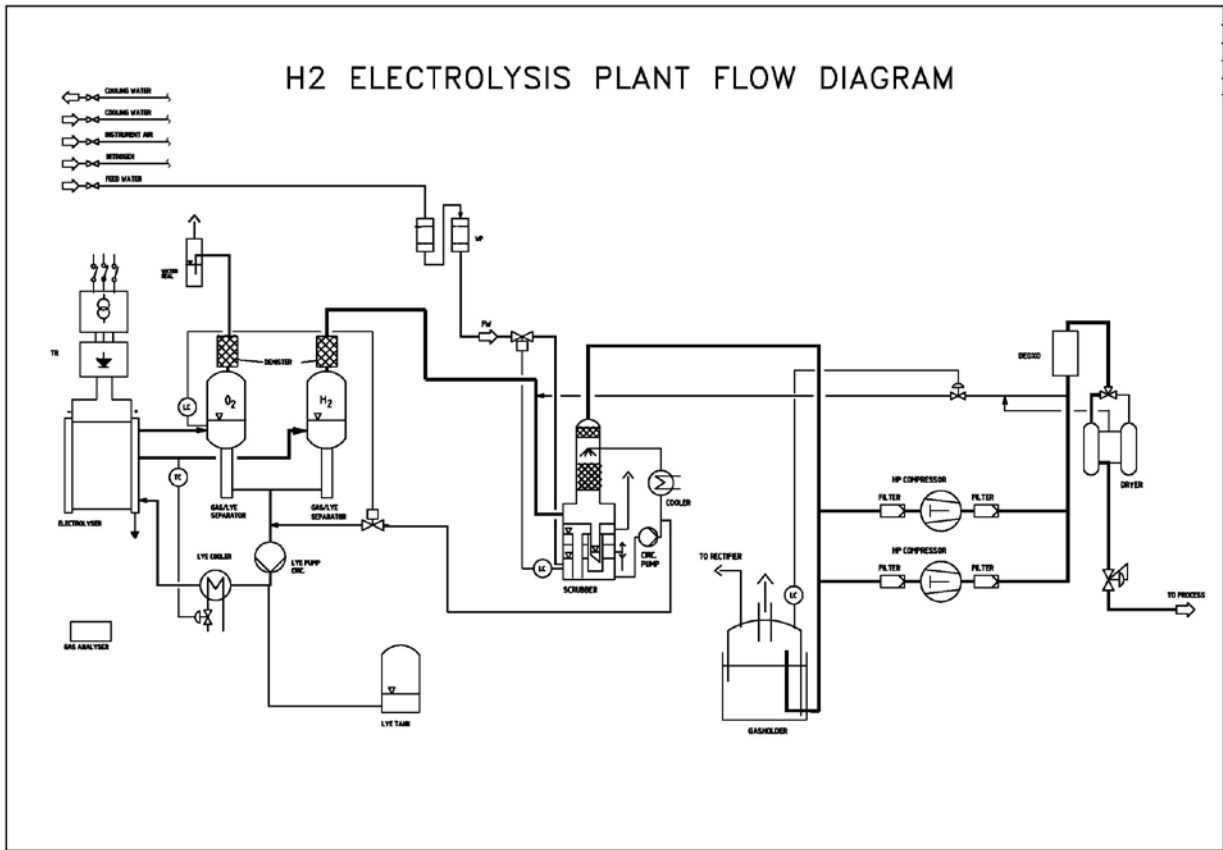 H2 ELECTROLYSIS PLANT FLOW DIAGRAM
COOLING WATER
COOLING WATER
INSTRUMENT AIR
NITROGEN
FEED WATER
WP
WATER
SEAL
FW
TR
DEMISTER
DEOXO
LC
O2
H2
LC
TC
GAS/LYE
SEPARATOR
GAS/LYE
SEPARATOR
ELECTROLYSER
LYE COOLER
LYE PUMP
CIRC.
COOLER
CIRC.
PUMP
LC
SCRUBBER
DRYER
HP COMPRESSOR
FILTER
FILTER
HP COMPRESSOR
FILTER
FILTER
TO RECTIFIER
LC
TO PROCESS
GAS ANALYSER
LYE TANK
GASHOLDER